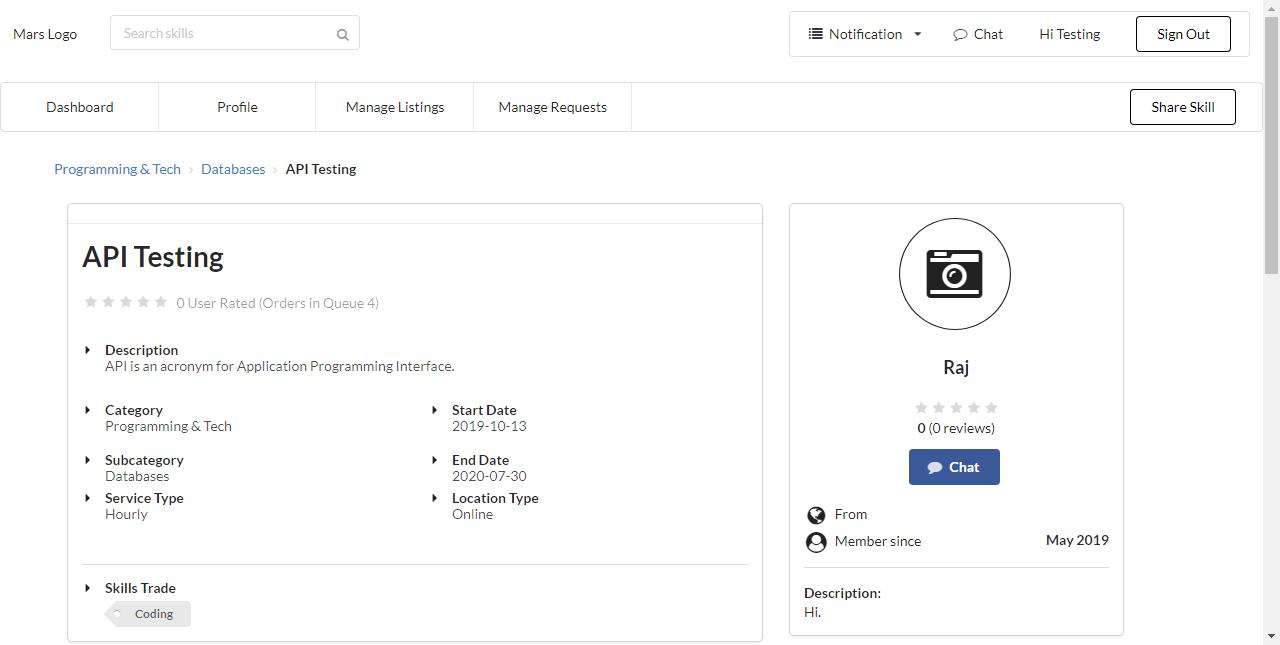 Mars Logo
Search skills
Notification
Chat
Hi Testing
Sign Out
Dashboard
Profile
Manage Listings
Manage Requests
Share Skill
Programming & Tech › Databases › API Testing
API Testing
0 User Rated (Orders in Queue 4)
Description
API is an acronym for Application Programming Interface.
Category
Programming & Tech
Start Date
2019-10-13
Subcategory
Databases
End Date
2020-07-30
Service Type
Hourly
Location Type
Online
Skills Trade
Coding
Raj
0 (0 reviews)
Chat
From
Member since May 2019
Description:
Hi.